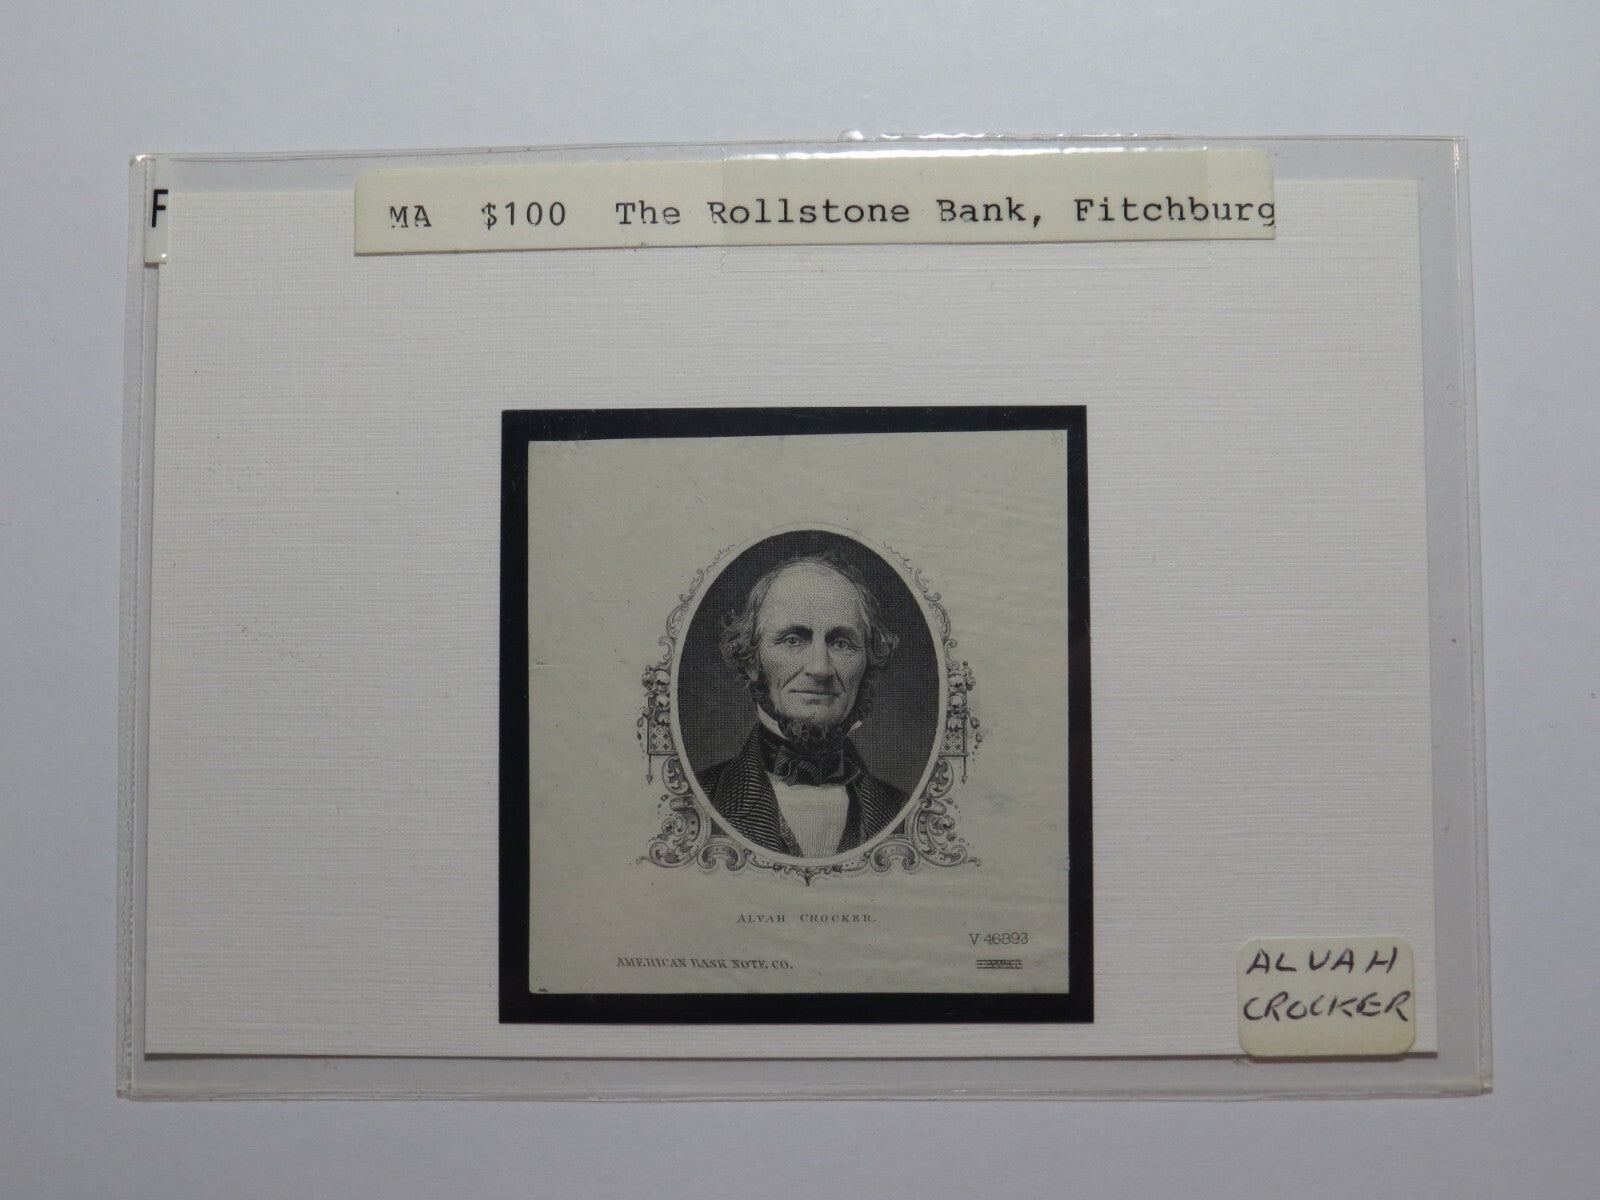 F
MA $100 The Rollstone Bank, Fitchburg
ALVAH CROCKER.
V 46893
AMERICAN BANK NOTE CO.
ALVAH
CROCKER